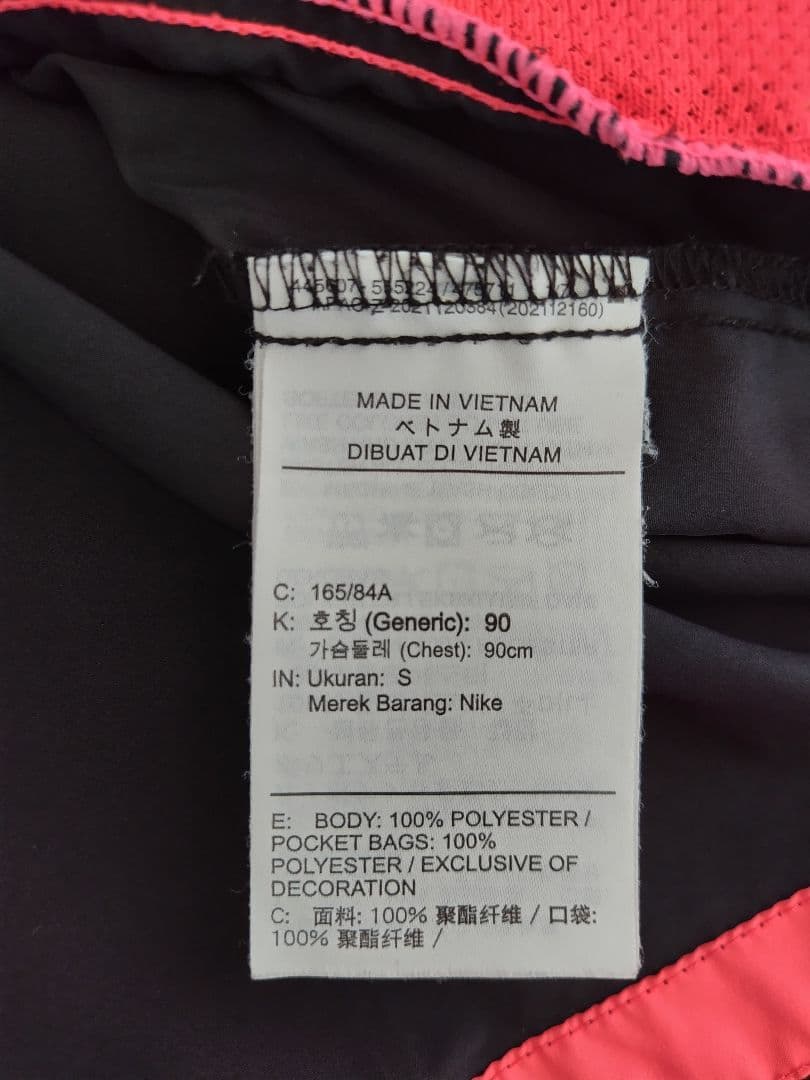 Z-2021120384(202112160)
MADE IN VIETNAM
ベトナム製
DIBUAT DI VIETNAM
C: 165/84A
K: 호칭 (Generic): 90
가슴둘레 (Chest): 90cm
IN: Ukuran: S
Merek Barang: Nike
E: BODY: 100% POLYESTER /
POCKET BAGS: 100%
POLYESTER / EXCLUSIVE OF
DECORATION
C: 面料: 100% 聚酯纤维 / 口袋:
100% 聚酯纤维 /